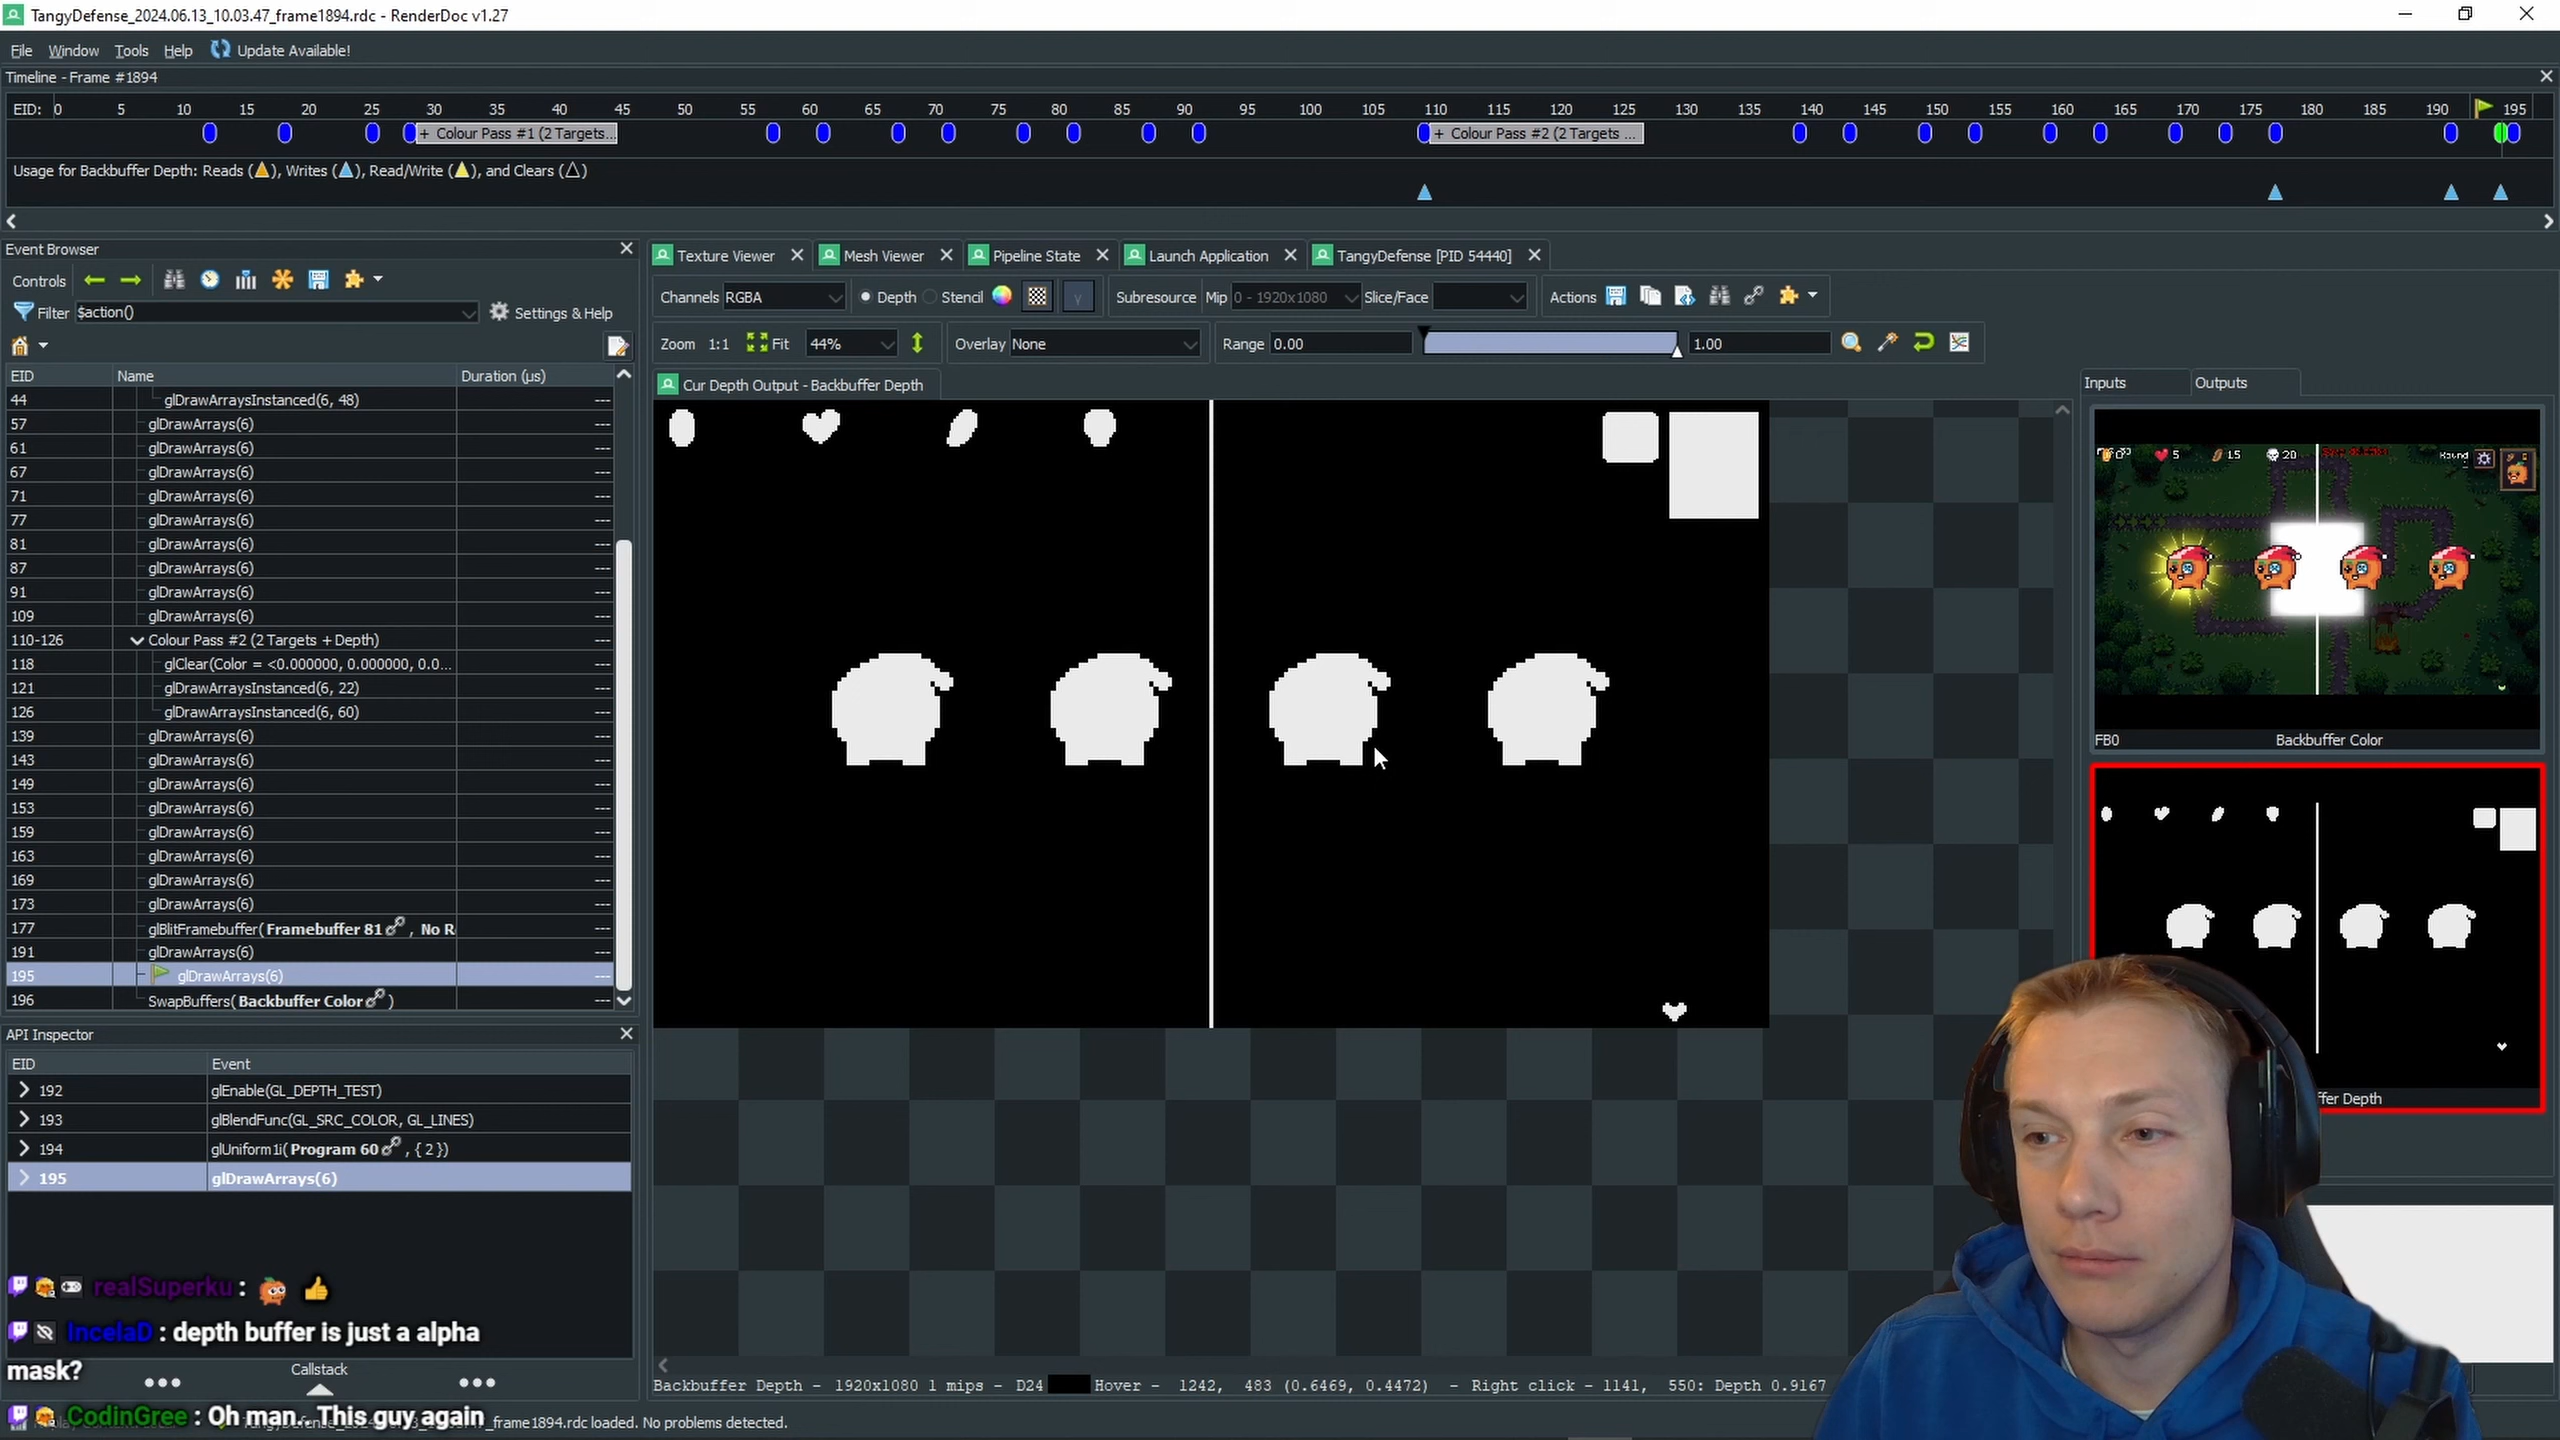 TangyDefense_2024.06.13_10.03.47_frame1894.rdc - RenderDoc v1.27
File Window Tools Help Update Available!
Timeline - Frame #1894
EID: 0 5 10 15 20 25 30 35 40 45 50 55 60 65 70 75 80 85 90 95 100 105 110 115 120 125 130 135 140 145 150 155 160 165 170 175 180 185 190 195
+ Colour Pass #1 (2 Targets... + Colour Pass #2 (2 Targets ...
Usage for Backbuffer Depth: Reads (▲), Writes (▲), Read/Write (▲), and Clears (△)
Event Browser
Controls
Filter $action() Settings & Help
EID Name Duration (µs)
44 glDrawArraysInstanced(6, 48) ---
57 glDrawArrays(6) ---
61 glDrawArrays(6) ---
67 glDrawArrays(6) ---
71 glDrawArrays(6) ---
77 glDrawArrays(6) ---
81 glDrawArrays(6) ---
87 glDrawArrays(6) ---
91 glDrawArrays(6) ---
109 glDrawArrays(6) ---
110-126 Colour Pass #2 (2 Targets + Depth) ---
118 glClear(Color = <0.000000, 0.000000, 0.0... ---
121 glDrawArraysInstanced(6, 22) ---
126 glDrawArraysInstanced(6, 60) ---
139 glDrawArrays(6) ---
143 glDrawArrays(6) ---
149 glDrawArrays(6) ---
153 glDrawArrays(6) ---
159 glDrawArrays(6) ---
163 glDrawArrays(6) ---
169 glDrawArrays(6) ---
173 glDrawArrays(6) ---
177 glBlitFramebuffer( Framebuffer 81 , No R ---
191 glDrawArrays(6) ---
195 glDrawArrays(6) ---
196 SwapBuffers( Backbuffer Color ) ---
API Inspector
EID Event
192 glEnable(GL_DEPTH_TEST)
193 glBlendFunc(GL_SRC_COLOR, GL_LINES)
194 glUniform1i( Program 60 , { 2 })
195 glDrawArrays(6)
realSuperku :
IncelaD : depth buffer is just a alpha
mask?
Callstack
CodinGree : Oh man.. This guy again
_frame1894.rdc loaded. No problems detected.
Texture Viewer Mesh Viewer Pipeline State Launch Application TangyDefense [PID 54440]
Channels RGBA Depth Stencil γ Subresource Mip 0 - 1920x1080 Slice/Face Actions
Zoom 1:1 Fit 44% Overlay None Range 0.00 1.00
Cur Depth Output - Backbuffer Depth
Backbuffer Depth - 1920x1080 1 mips - D24 Hover - 1242, 483 (0.6469, 0.4472) - Right click - 1141, 550: Depth 0.9167
Inputs Outputs
5 15 20 Round
FB0 Backbuffer Color
ffer Depth